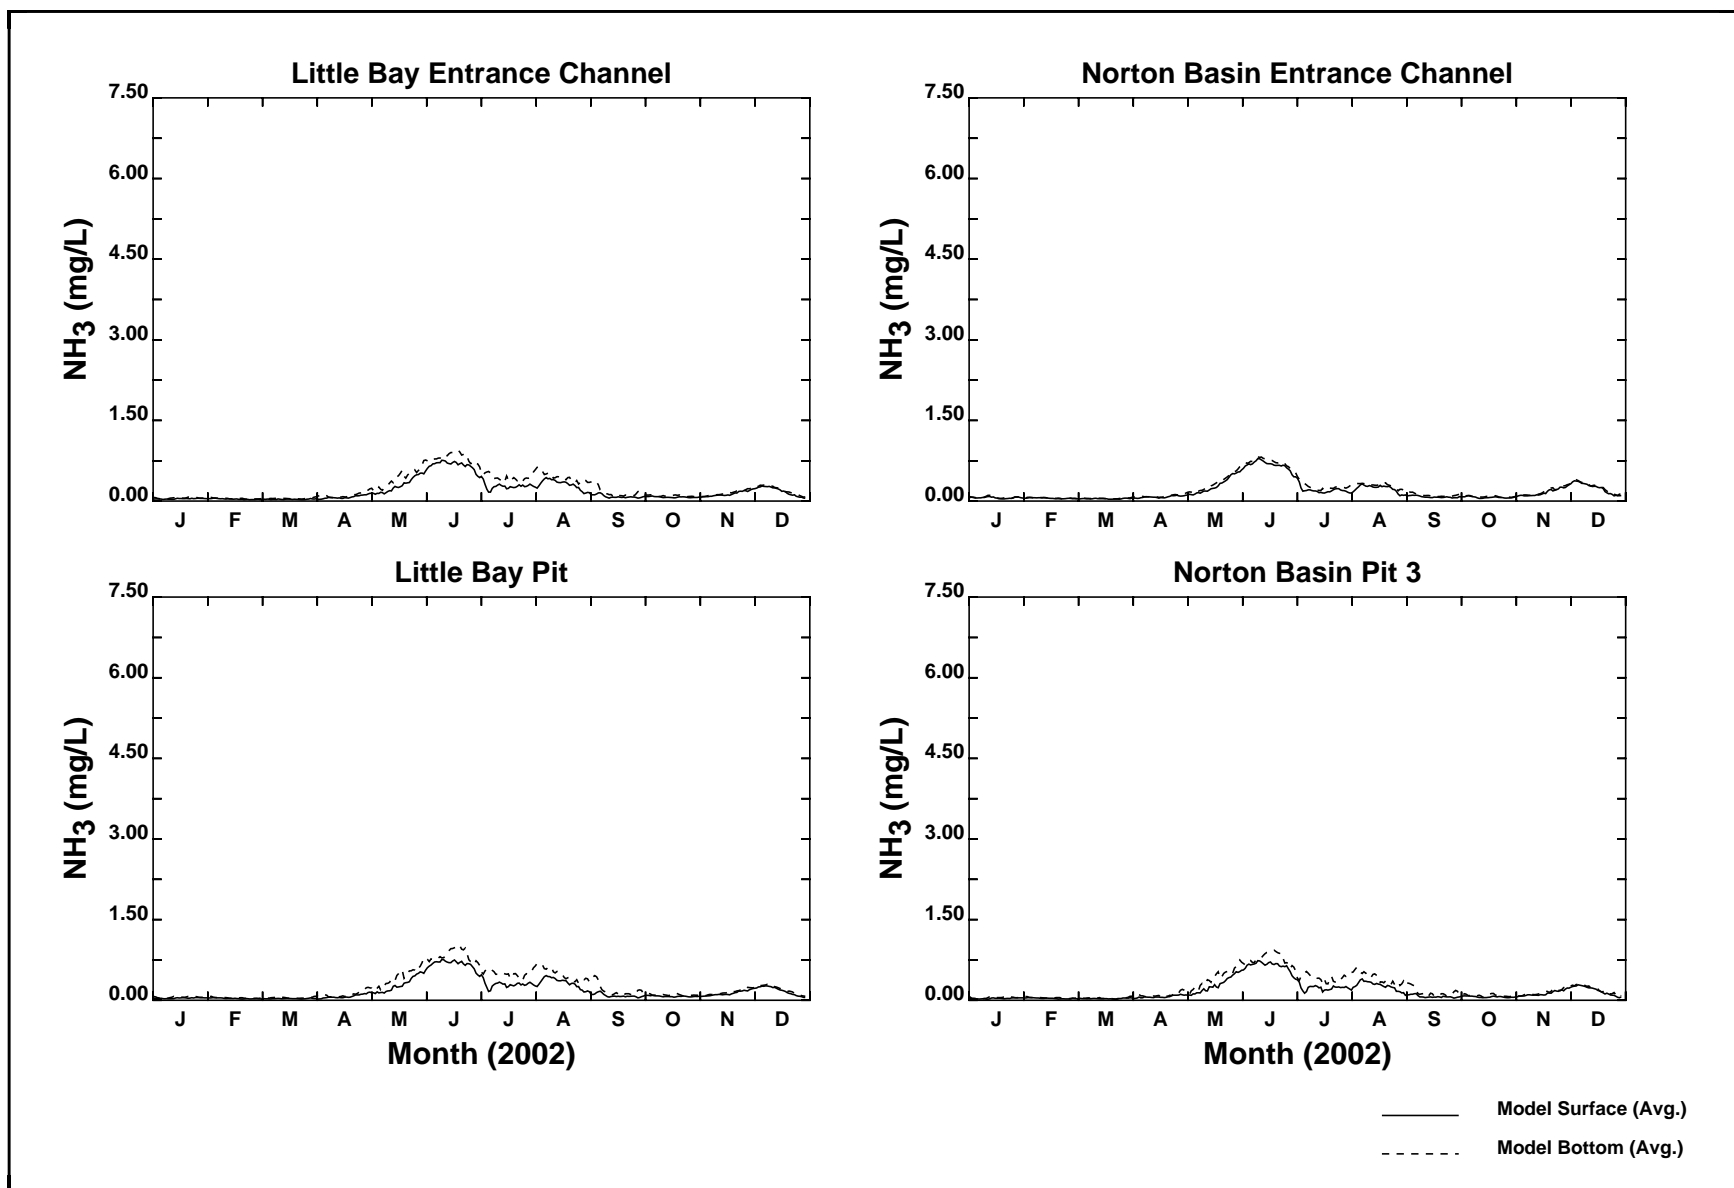 Little Bay Entrance Channel
7.50
6.00
4.50
3.00
1.50
0.00
NH3 (mg/L)
J F M A M J J A S O N D
Norton Basin Entrance Channel
7.50
6.00
4.50
3.00
1.50
0.00
NH3 (mg/L)
J F M A M J J A S O N D
Little Bay Pit
7.50
6.00
4.50
3.00
1.50
0.00
NH3 (mg/L)
J F M A M J J A S O N D
Month (2002)
Norton Basin Pit 3
7.50
6.00
4.50
3.00
1.50
0.00
NH3 (mg/L)
J F M A M J J A S O N D
Month (2002)
Model Surface (Avg.)
Model Bottom (Avg.)